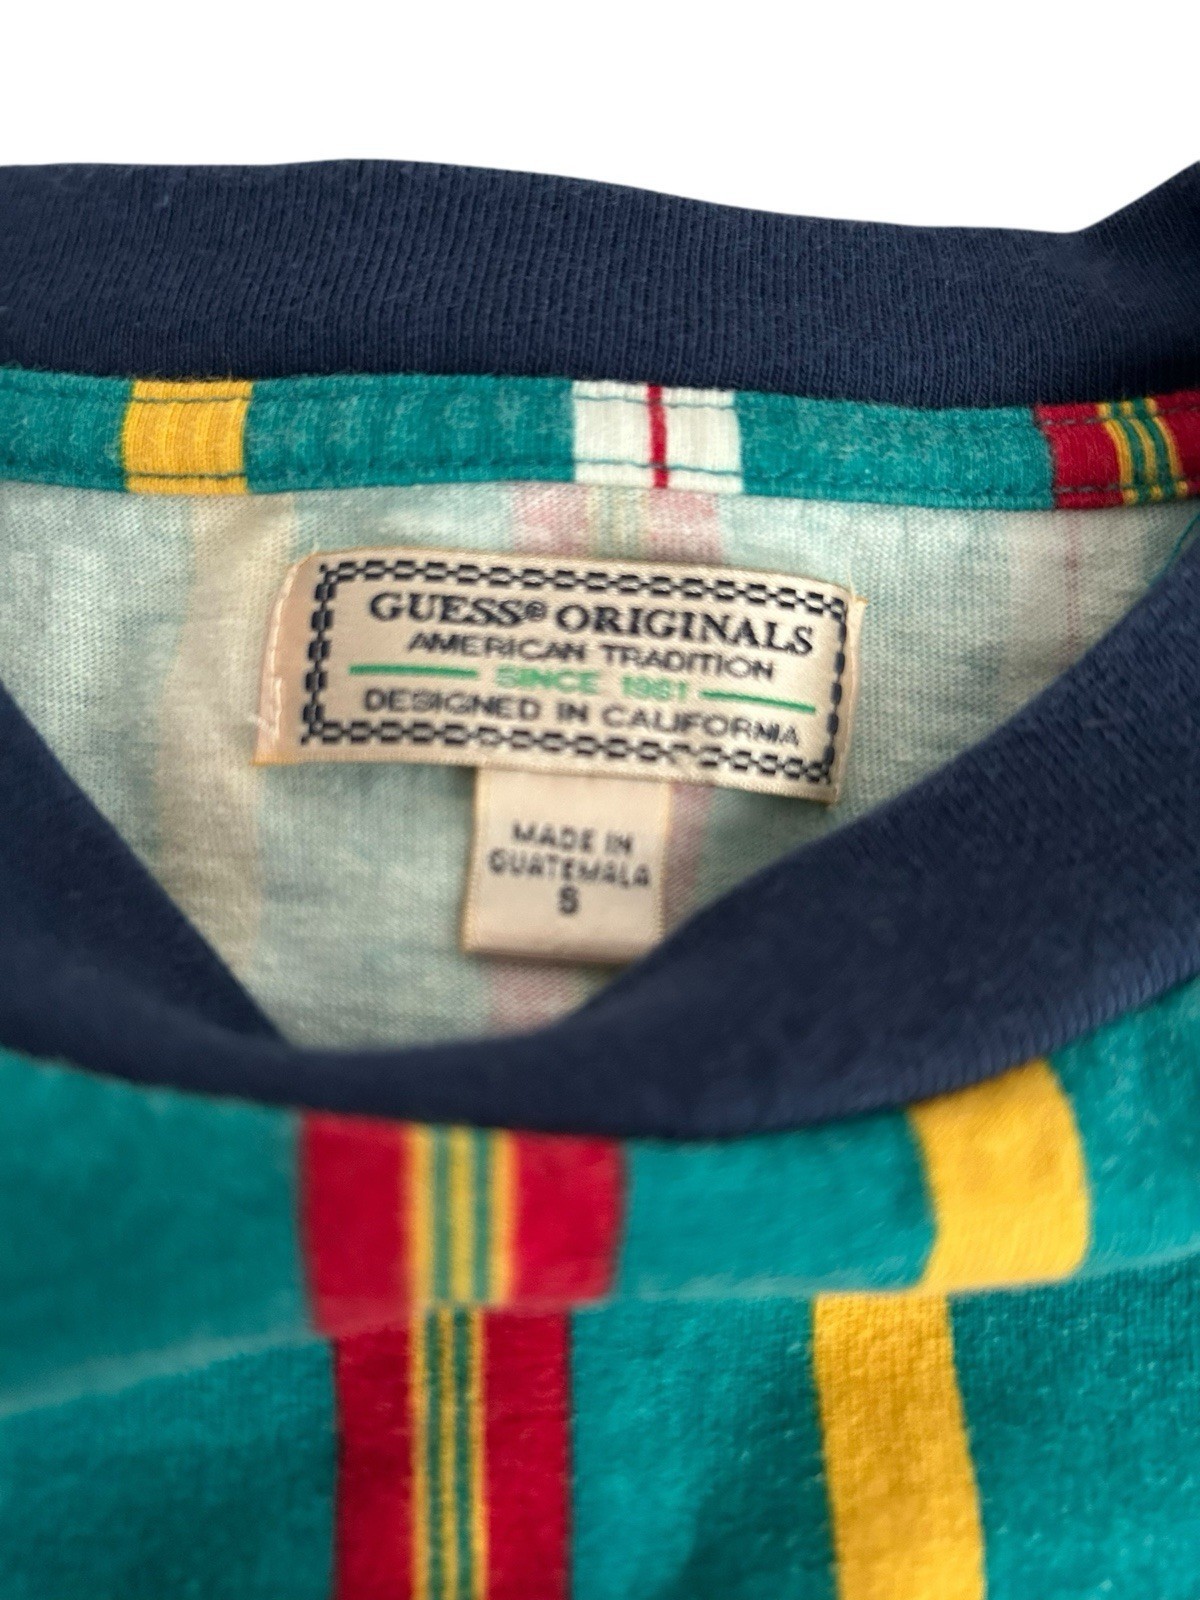 GUESS® ORIGINALS
AMERICAN TRADITION
SINCE 1981
DESIGNED IN CALIFORNIA
MADE IN
GUATEMALA
S